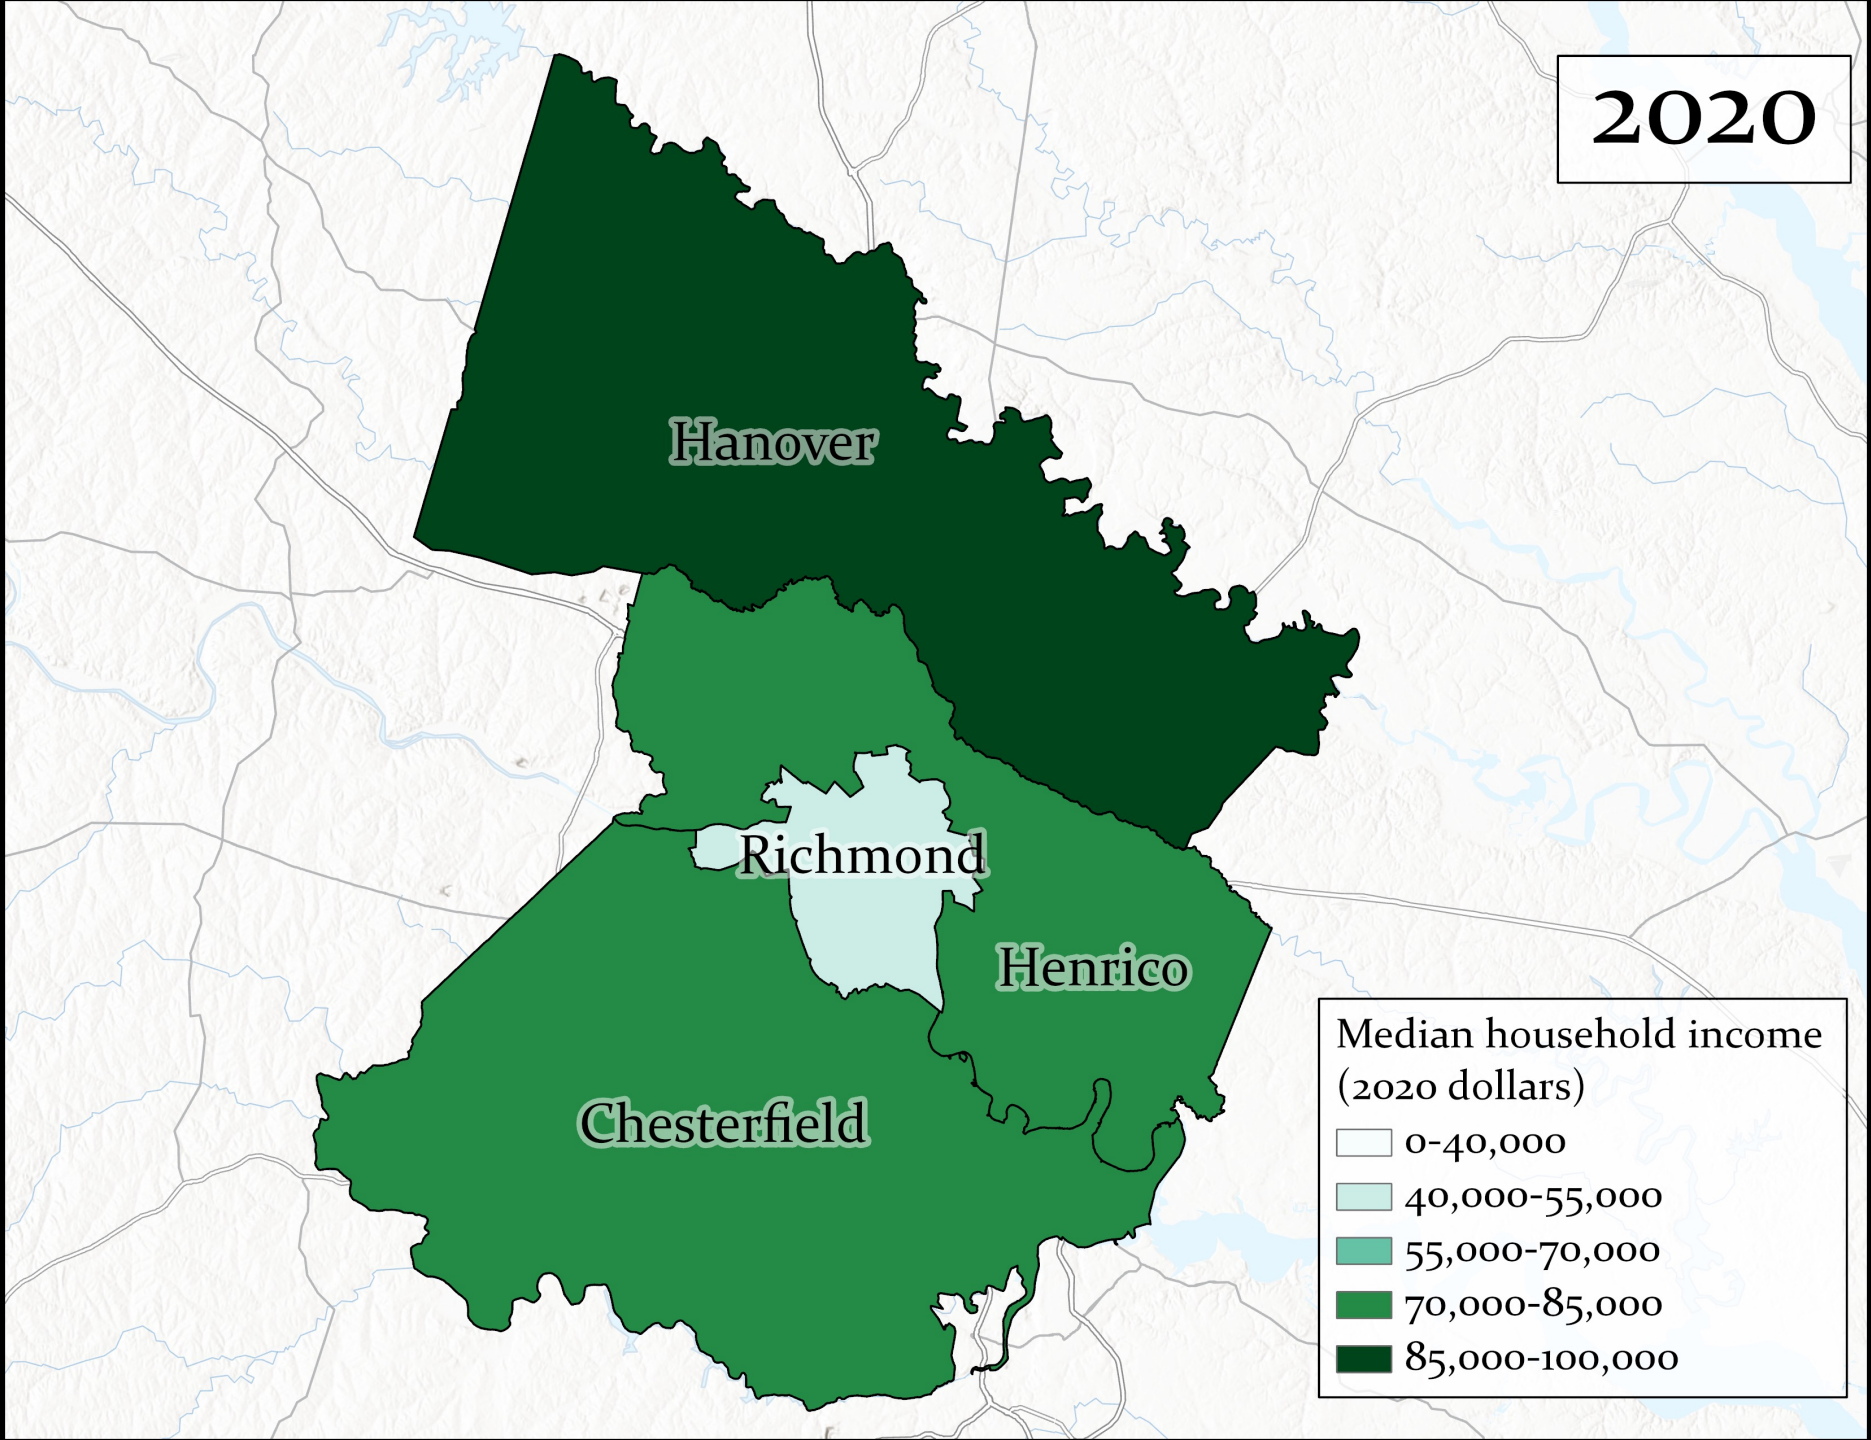 2020
Hanover
Richmond
Henrico
Chesterfield
Median household income
(2020 dollars)
0-40,000
40,000-55,000
55,000-70,000
70,000-85,000
85,000-100,000